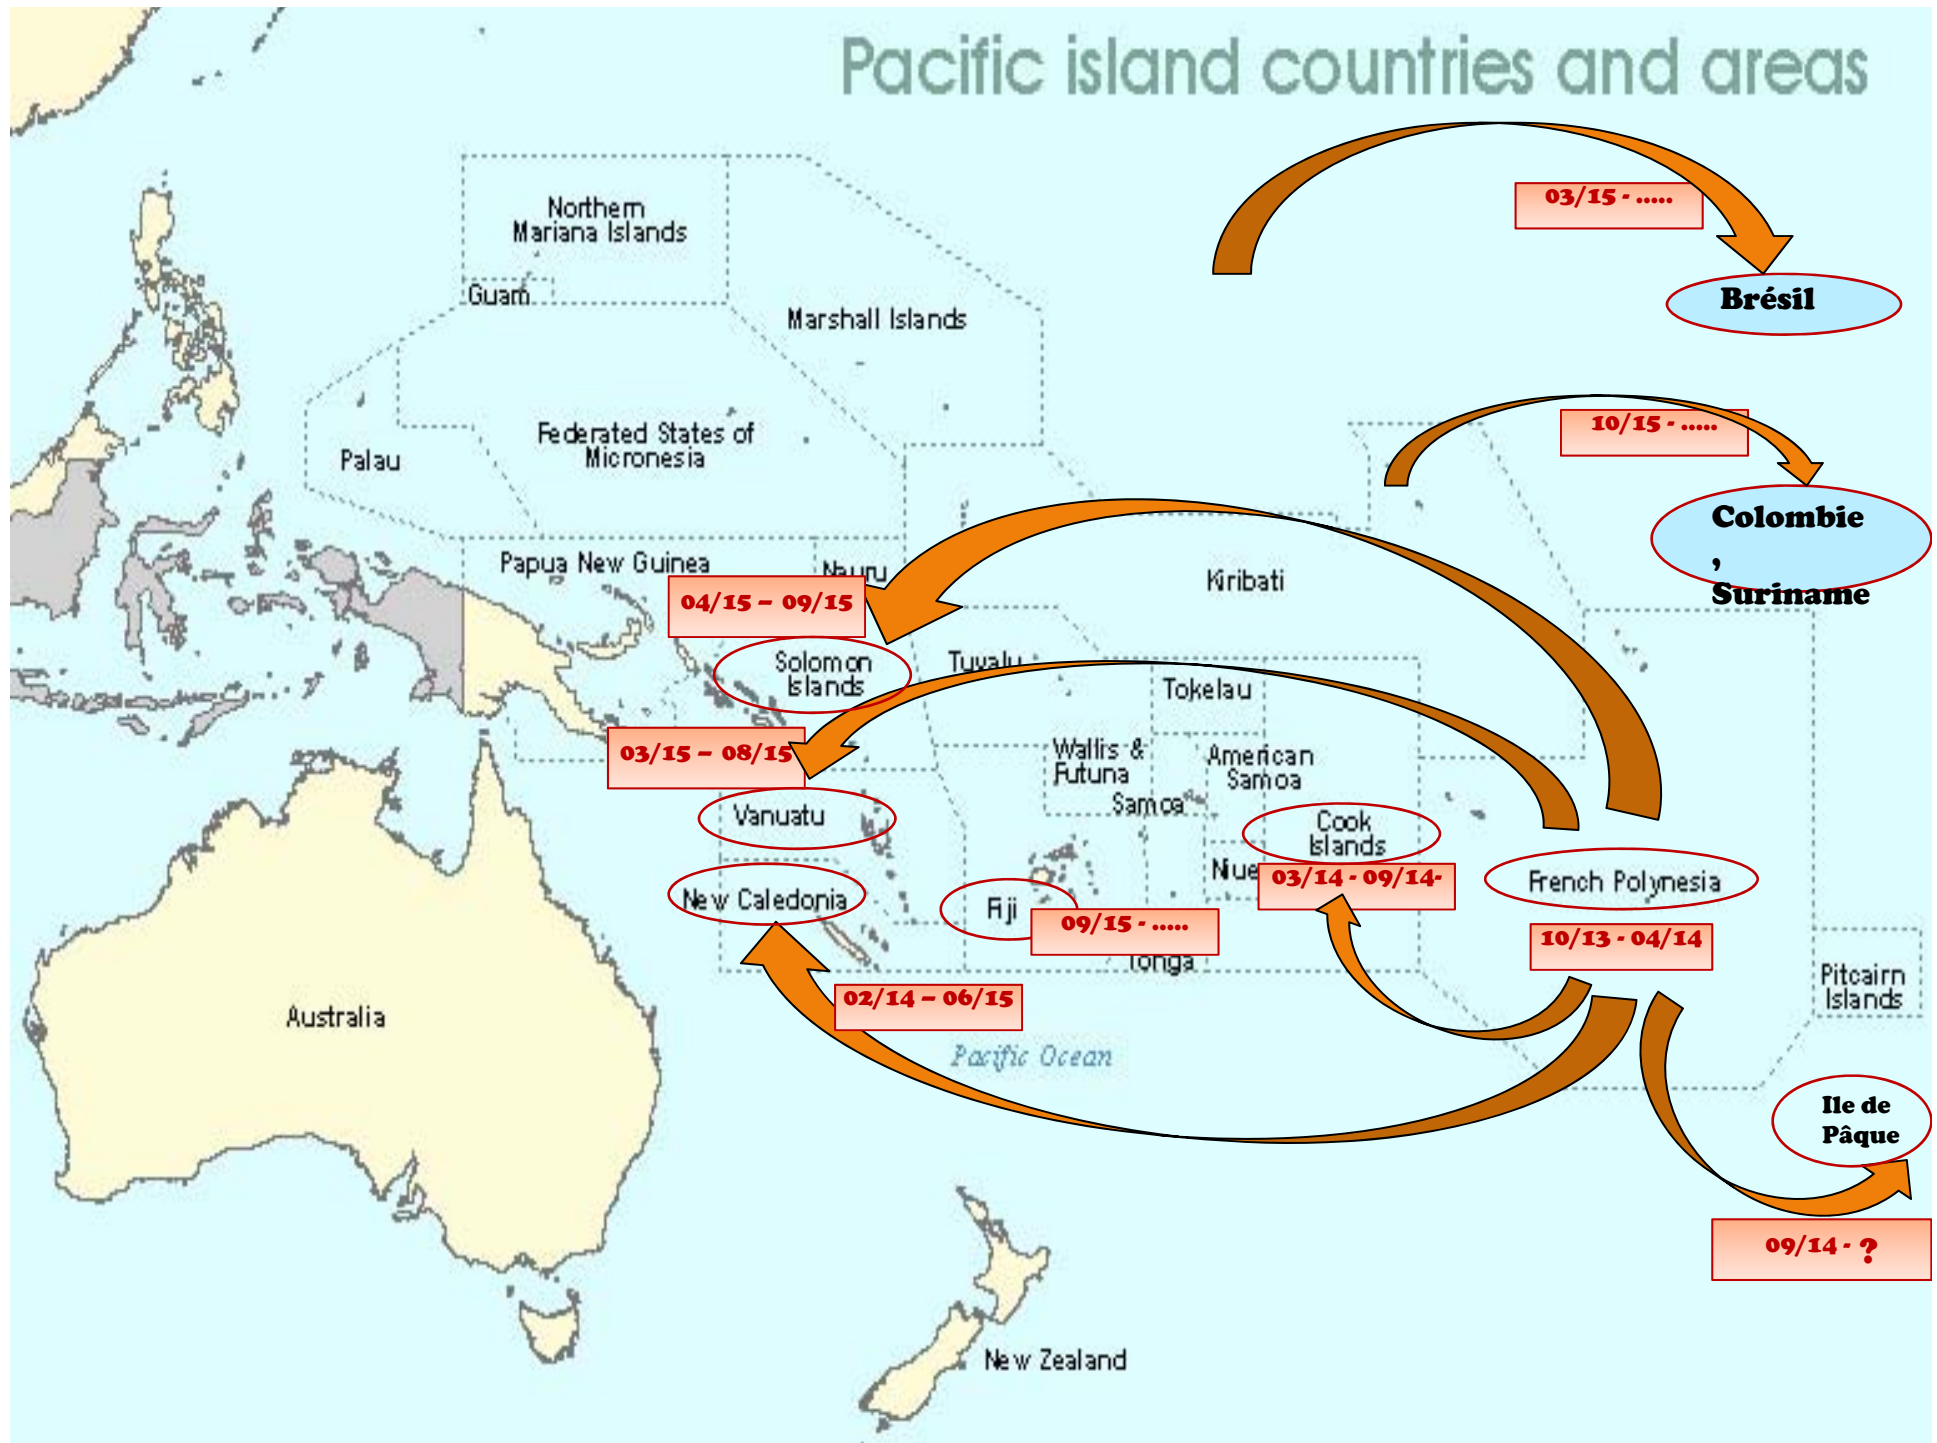 Pacific island countries and areas
03/15 - .....
Brésil
Northern
Mariana Islands
Guam
Marshall Islands
10/15 - .....
Colombie
,
Suriname
Federated States of
Micronesia
Palau
Papua New Guinea
Nauru
Kiribati
04/15 – 09/15
Solomon
Islands
Tuvalu
Tokelau
03/15 – 08/15
Wallis &
Futuna
American
Samoa
Samoa
Vanuatu
Cook
Islands
Niue
03/14 - 09/14-
French Polynesia
New Caledonia
Fiji
09/15 - .....
10/13 - 04/14
Tonga
Pitcairn
Islands
02/14 – 06/15
Australia
Pacific Ocean
Ile de
Pâque
09/14 - ?
New Zealand